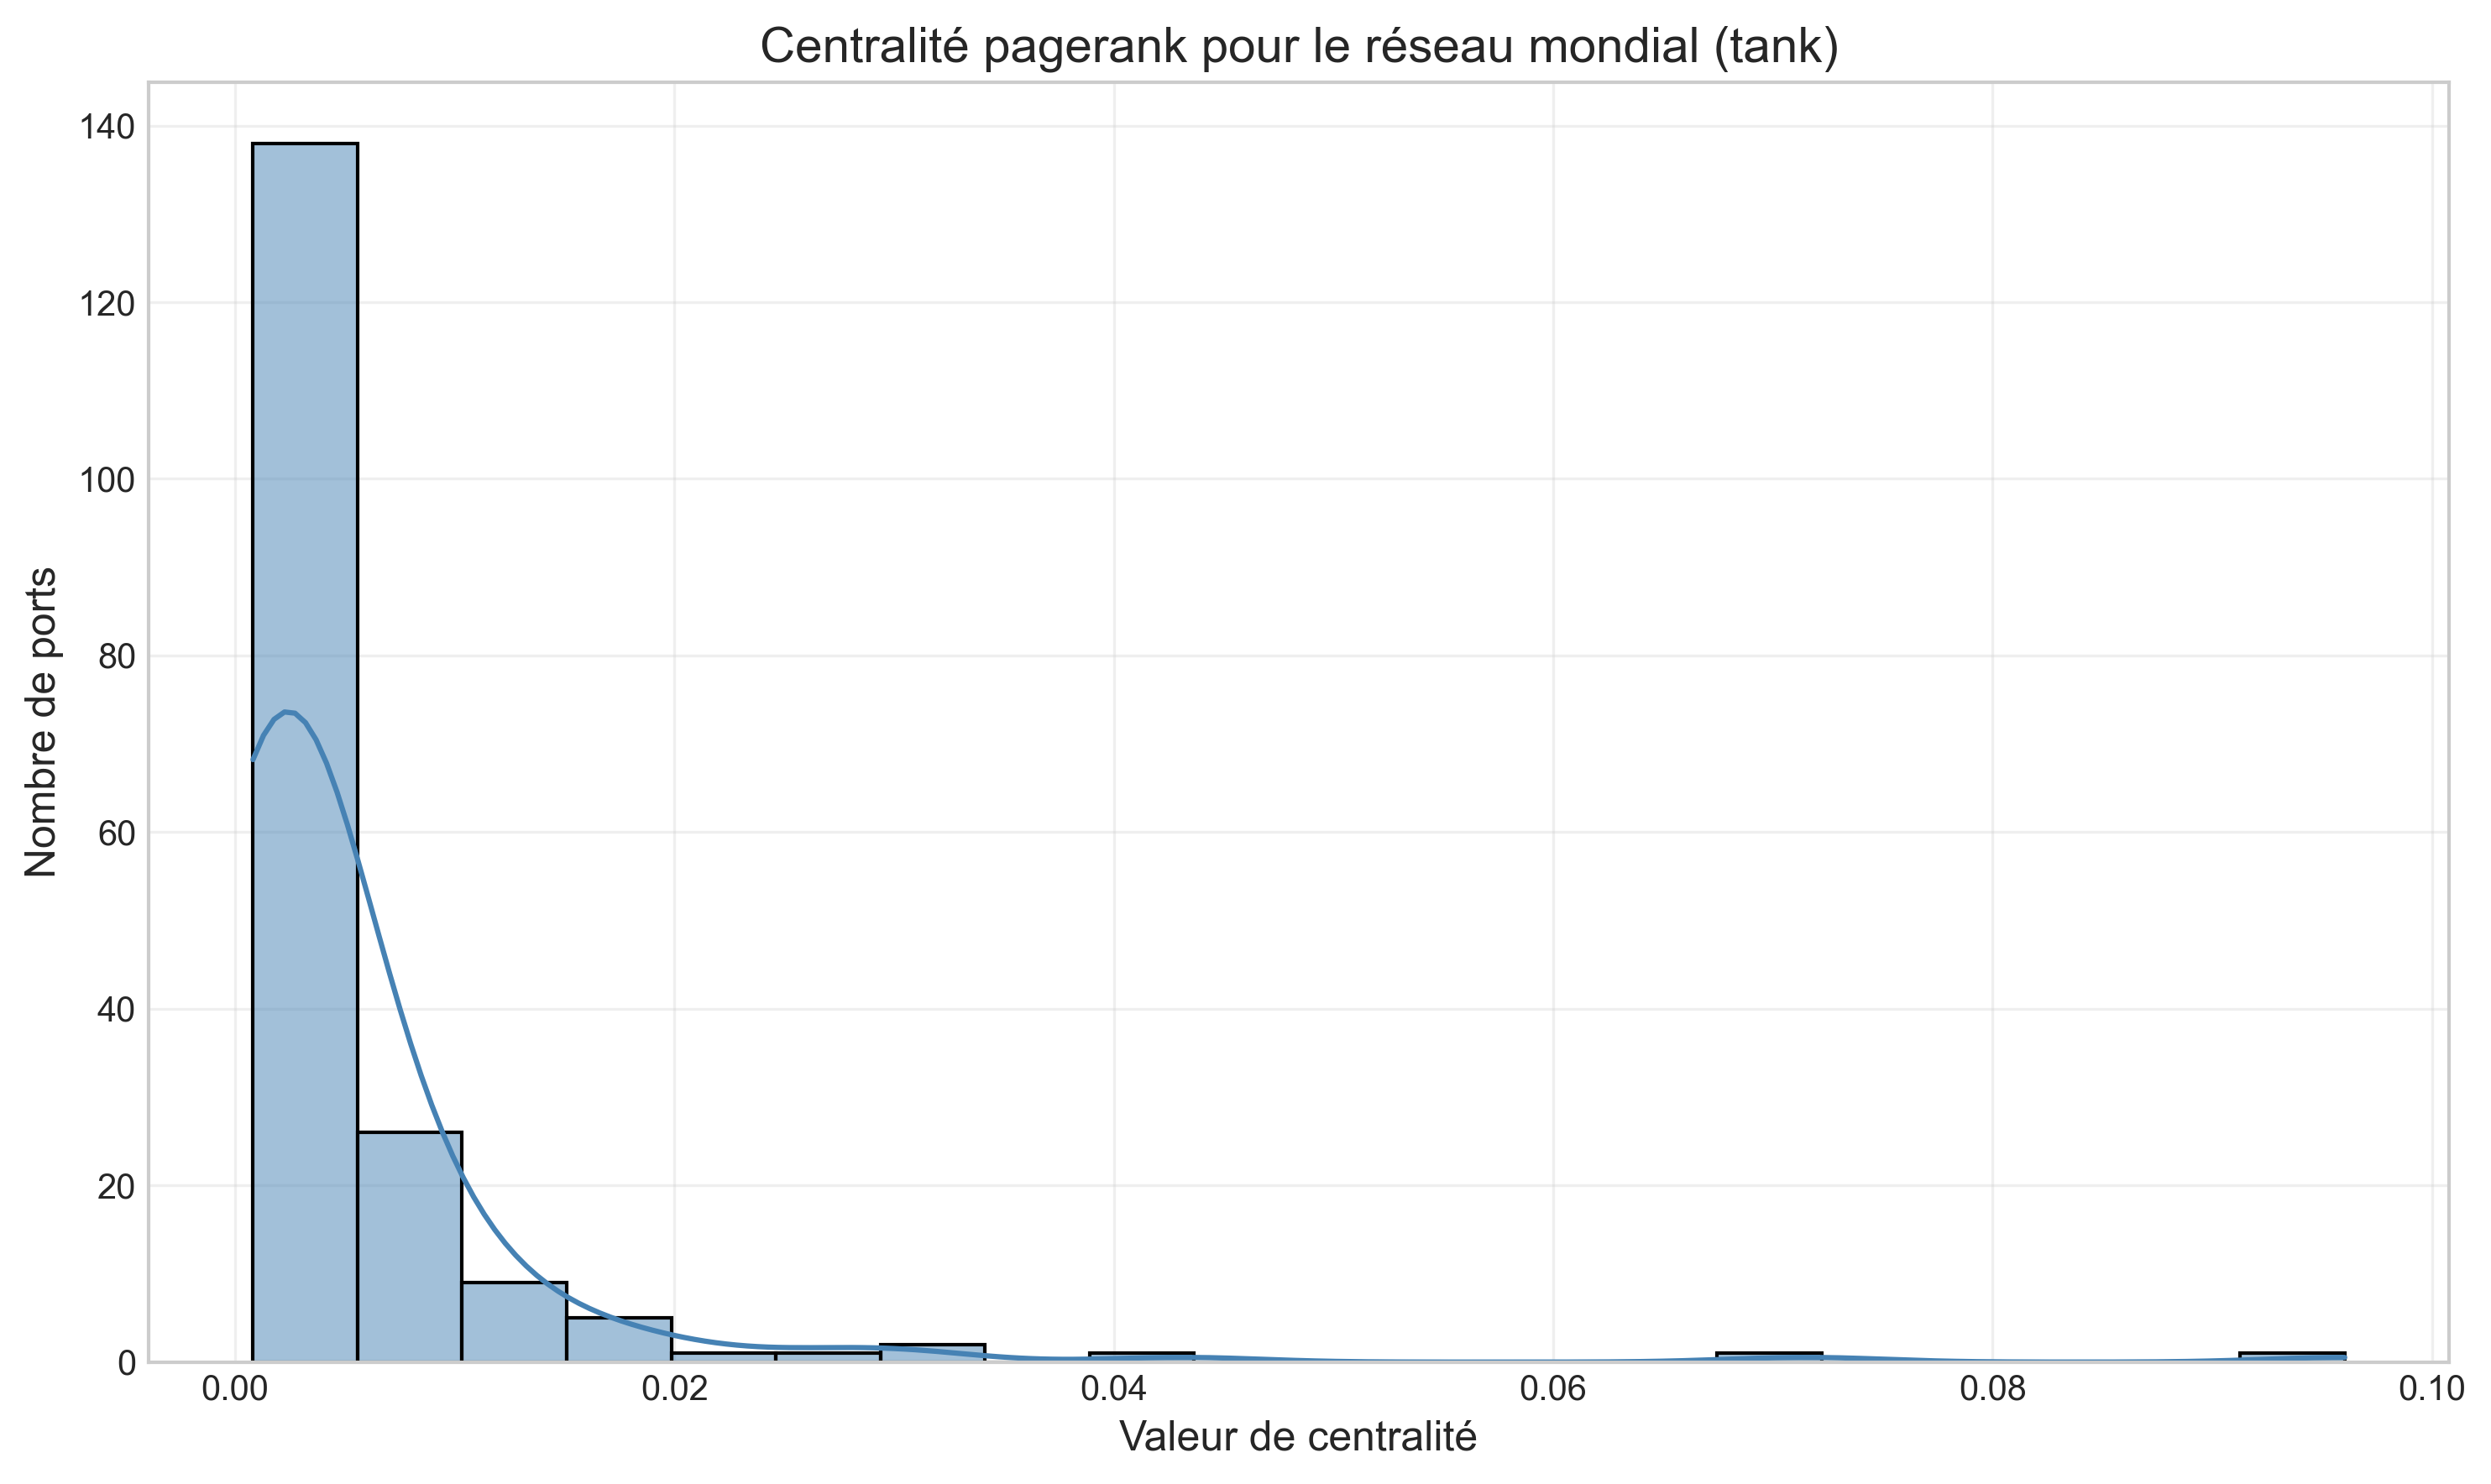 Centralité pagerank pour le réseau mondial (tank)
Nombre de ports
140
120
100
80
60
40
20
0
0.00 0.02 0.04 0.06 0.08 0.10
Valeur de centralité